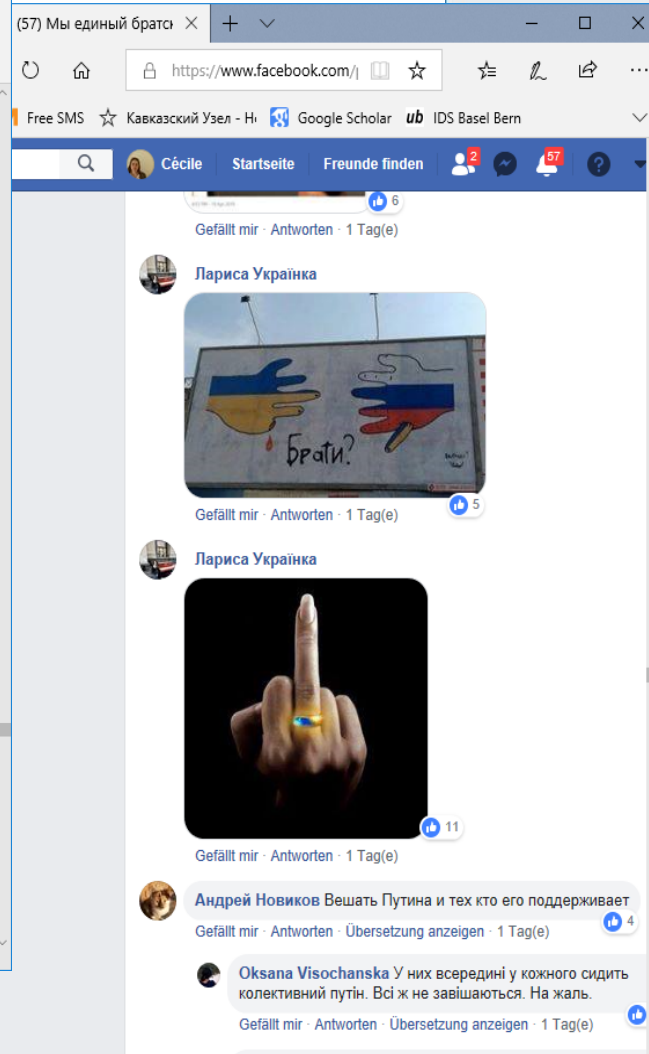 (57) Мы единый братск
https://www.facebook.com/p
Free SMS Кавказский Узел - Н Google Scholar ub IDS Basel Bern
Cécile Startseite Freunde finden 2 57
6
Gefällt mir · Antworten · 1 Tag(e)
Лариса Українка
Брати?
5
Gefällt mir · Antworten · 1 Tag(e)
Лариса Українка
11
Gefällt mir · Antworten · 1 Tag(e)
Андрей Новиков Вешать Путина и тех кто его поддерживает
4
Gefällt mir · Antworten · Übersetzung anzeigen · 1 Tag(e)
Oksana Visochanska У них всередині у кожного сидить
колективний путін. Всі ж не завішаються. На жаль.
Gefällt mir · Antworten · Übersetzung anzeigen · 1 Tag(e)